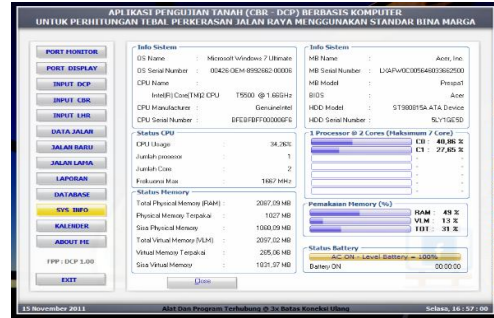 APLIKASI PENGUJIAN TANAH (CBR - DCP) BERBASIS KOMPUTER
UNTUK PERHITUNGAN TEBAL PERKERASAN JALAN RAYA MENGGUNAKAN STANDAR BINA MARGA
PORT MONITOR
PORT DISPLAY
INPUT DCP
INPUT CBR
INPUT LHR
DATA JALAN
JALAN BARU
JALAN LAMA
LAPORAN
DATABASE
SYS INFO
KALENDER
ABOUT ME
FPP : DCP 1.00
EXIT
Info Sistem
OS Name : Microsoft Windows 7 Ultimate
OS Serial Number : 00426-OEM-8992662-00006
CPU Name :
Intel(R) Core(TM)2 CPU T5500 @ 1.66GHz
CPU Manufacturer : GenuineIntel
CPU Serial Number : BFEBFBFF000006F6
Status CPU
CPU Usage : 34,26%
Jumlah processor : 1
Jumlah Core : 2
Frekuensi Max : 1667 MHz
Status Memory
Total Physical Memory (RAM) : 2087,09 MB
Physical Memory Terpakai : 1027 MB
Sisa Physical Memory : 1060,09 MB
Total Virtual Memory (VLM) : 2097,02 MB
Virtual Memory Terpakai : 265,06 MB
Sisa Virtual Memory : 1831,97 MB
Close
Info Sistem
MB Name : Acer, Inc.
MB Serial Number :
MB Model : Prespa1
BIOS : Acer
HDD Model : ST980815A ATA Device
HDD Serial Number : 5LY1GE5D
1 Processor @ 2 Cores (Maksimum 7 Core)
C0 : 40,86 %
C1 : 27,65 %
Pemakaian Memory (%)
RAM : 49 %
VLM : 13 %
TOT : 31 %
Status Battery
AC ON - Level Battery = 100%
Battery ON 00:00:00
15 November 2011 Alat Dan Program Terhubung @ 3x Batas Koneksi Ulang Selasa, 16 : 57 : 00